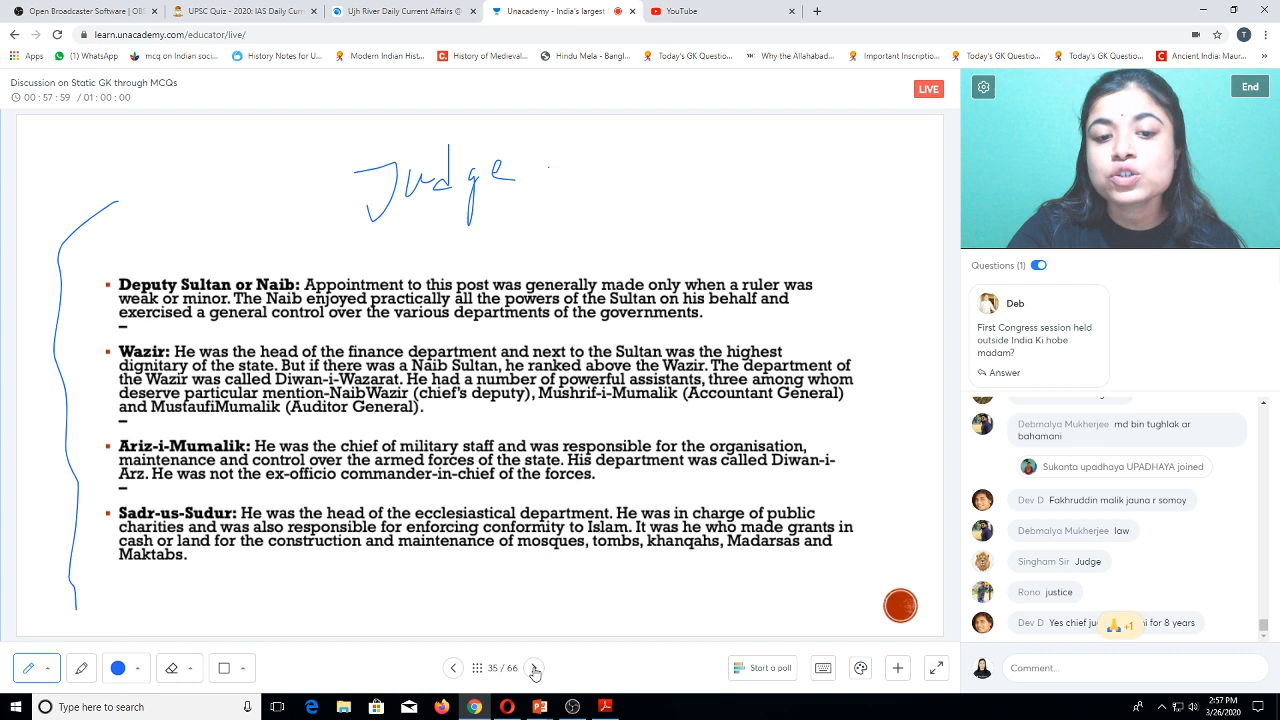 Open Broadcaster Software | OBS
UPSC Quiz - 2020: IAS Daily Curr
Ujh River Daily Current Affairs @
Unacademy - India's largest
YouTube
learn.unacademy.com/educator/live/
T
Apps
(1) WhatsApp
mcq on indian soci...
History Notes for U...
Modern Indian Hist...
History of Medieval...
Hindu Mela - Bangl...
Today's GK Questio...
Why the Allahabad...
Important Inscriptio...
Today's GK Questio...
Today's GK Questio...
Ancient India: Maur...
Discussion on Static GK through MCQs
00 : 57 : 59 / 01 : 00 : 00
LIVE
End
Judge
Deputy Sultan or Naib: Appointment to this post was generally made only when a ruler was
weak or minor. The Naib enjoyed practically all the powers of the Sultan on his behalf and
exercised a general control over the various departments of the governments.
Wazir: He was the head of the finance department and next to the Sultan was the highest
dignitary of the state. But if there was a Naib Sultan, he ranked above the Wazir. The department of
the Wazir was called Diwan-i-Wazarat. He had a number of powerful assistants, three among whom
deserve particular mention-NaibWazir (chief's deputy), Mushrif-i-Mumalik (Accountant General)
and MustaufiMumalik (Auditor General).
Ariz-i-Mumalik: He was the chief of military staff and was responsible for the organisation,
maintenance and control over the armed forces of the state. His department was called Diwan-i-
Arz. He was not the ex-officio commander-in-chief of the forces.
Sadr-us-Sudur: He was the head of the ecclesiastical department. He was in charge of public
charities and was also responsible for enforcing conformity to Islam. It was he who made grants in
cash or land for the construction and maintenance of mosques, tombs, khanqahs, Madarsas and
Maktabs.
Questions (1)
Deb
First Congress session held
outside India Ki hobe
madam?
Answer
Debmalya Mukherjee md bin tughlak ar
bahamani
Sukanta upadhaya UPADHAYA joined
Dev D Fakhruddin malik jauna r somoy
Debmalya Mukherjee law
Singham Sir Judge
Rono justice
Dev D Yes chief for 8 years
+1
35 / 66
Start a poll
Comment...
Type here to search
2:57 PM
3/26/2020